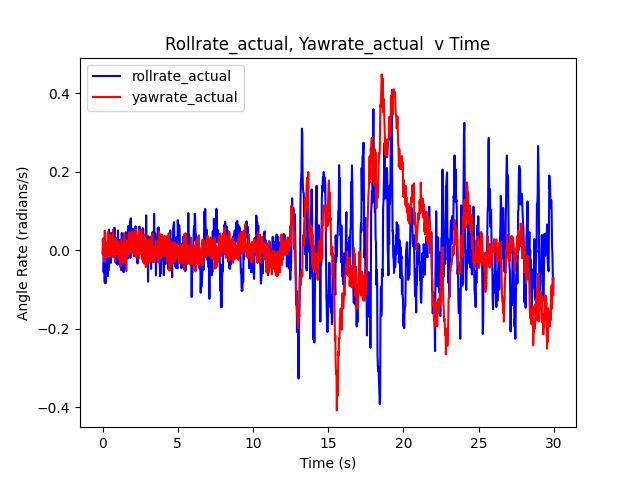 Rollrate_actual, Yawrate_actual  v Time
rollrate_actual
yawrate_actual
Angle Rate (radians/s)
0.4
0.2
0.0
−0.2
−0.4
0 5 10 15 20 25 30
Time (s)